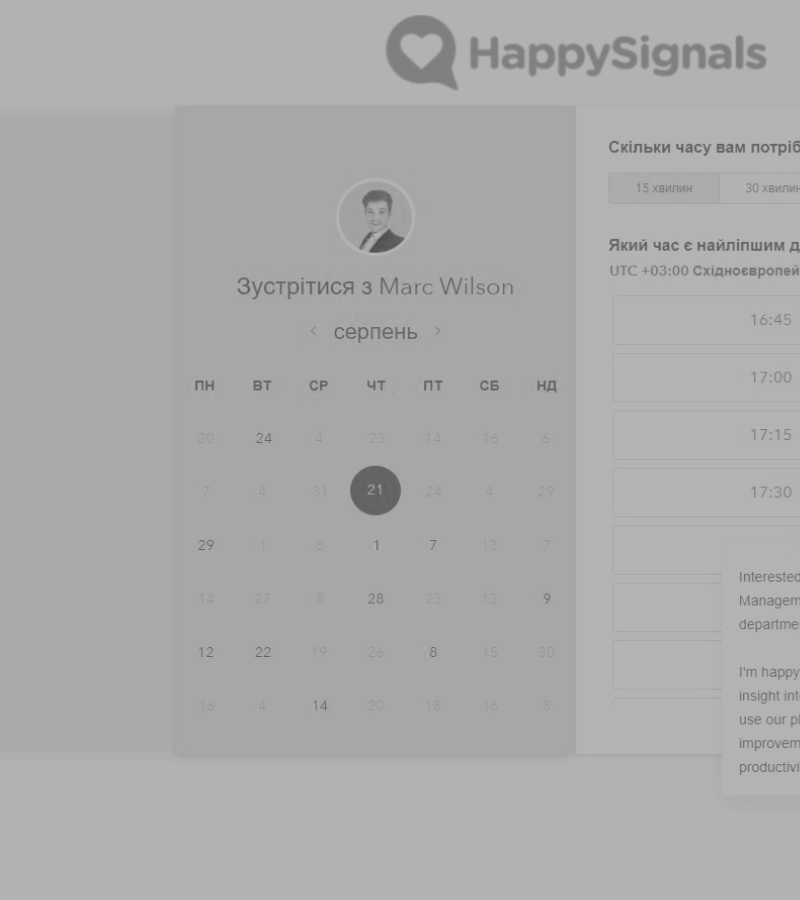 HappySignals
Зустрітися з Marc Wilson
серпень
ПН ВТ СР ЧТ ПТ СБ НД
20 24 4 23 14 16 6
7 4 31 21 24 4 29
29 1 8 1 7 13 7
14 27 8 28 23 13 9
12 22 19 26 8 15 30
16 4 14 20 18 16 8
Скільки часу вам потріб
15 хвилин 30 хвилин
Який час є найліпшим д
UTC +03:00 Східноєвропей
16:45
17:00
17:15
17:30
Interested
Managem
departme
I'm happy
insight int
use our pl
improvem
productivi